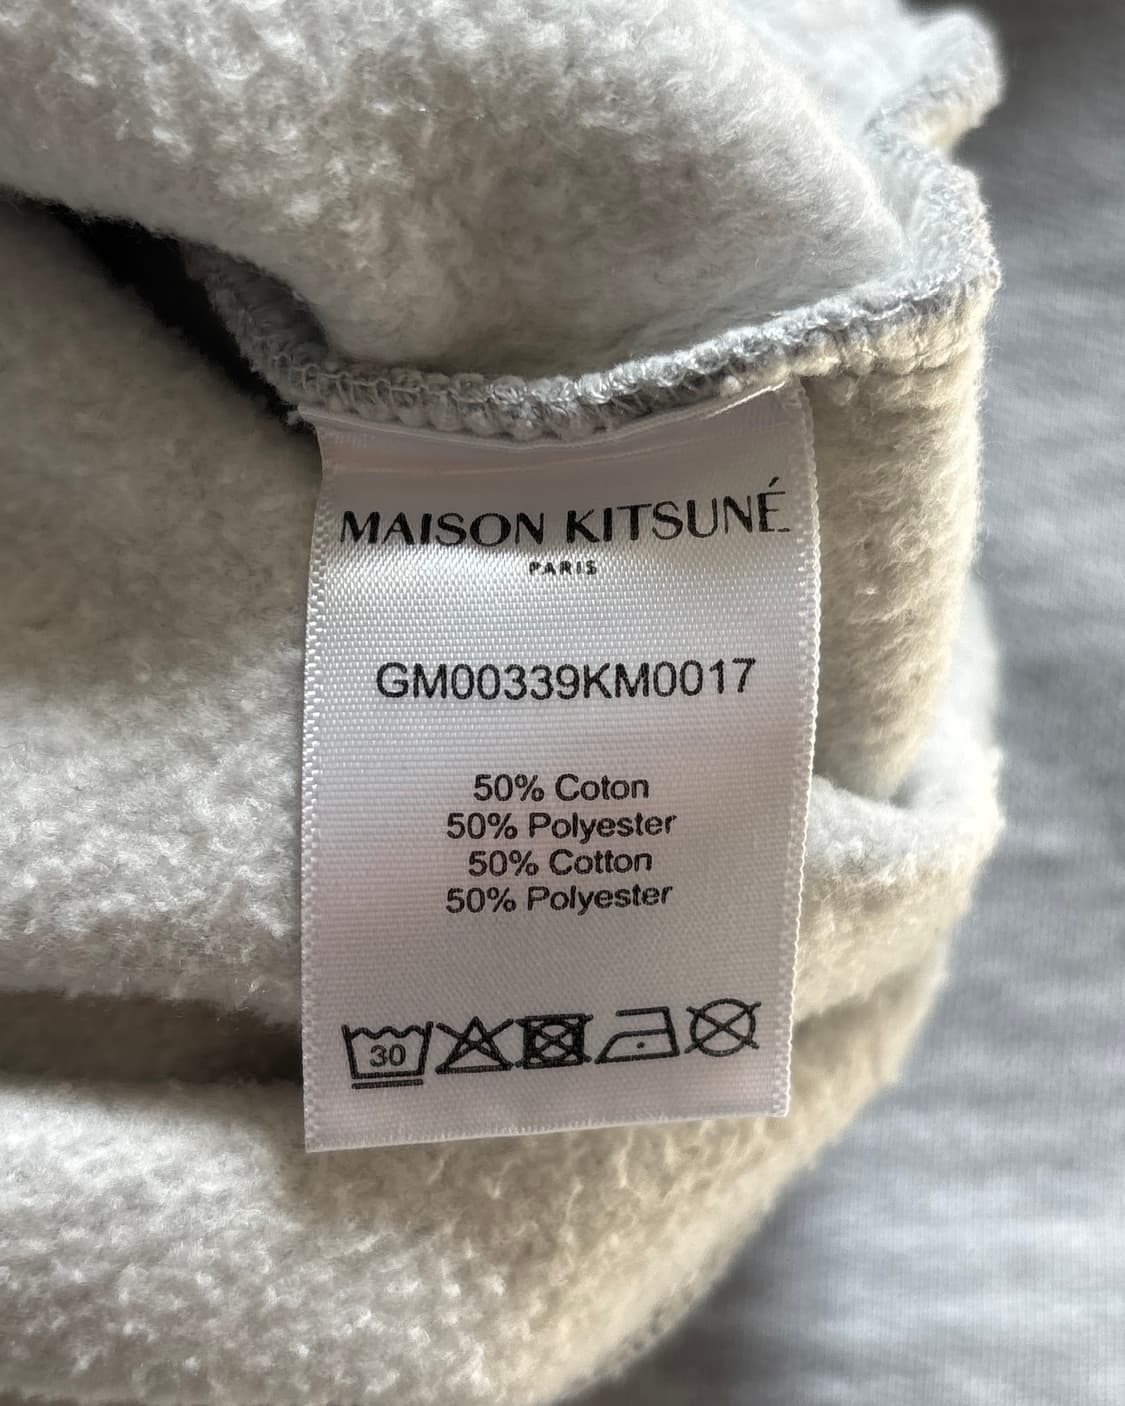 MAISON KITSUNÉ
PARIS
GM00339KM0017
50% Coton
50% Polyester
50% Cotton
50% Polyester
30